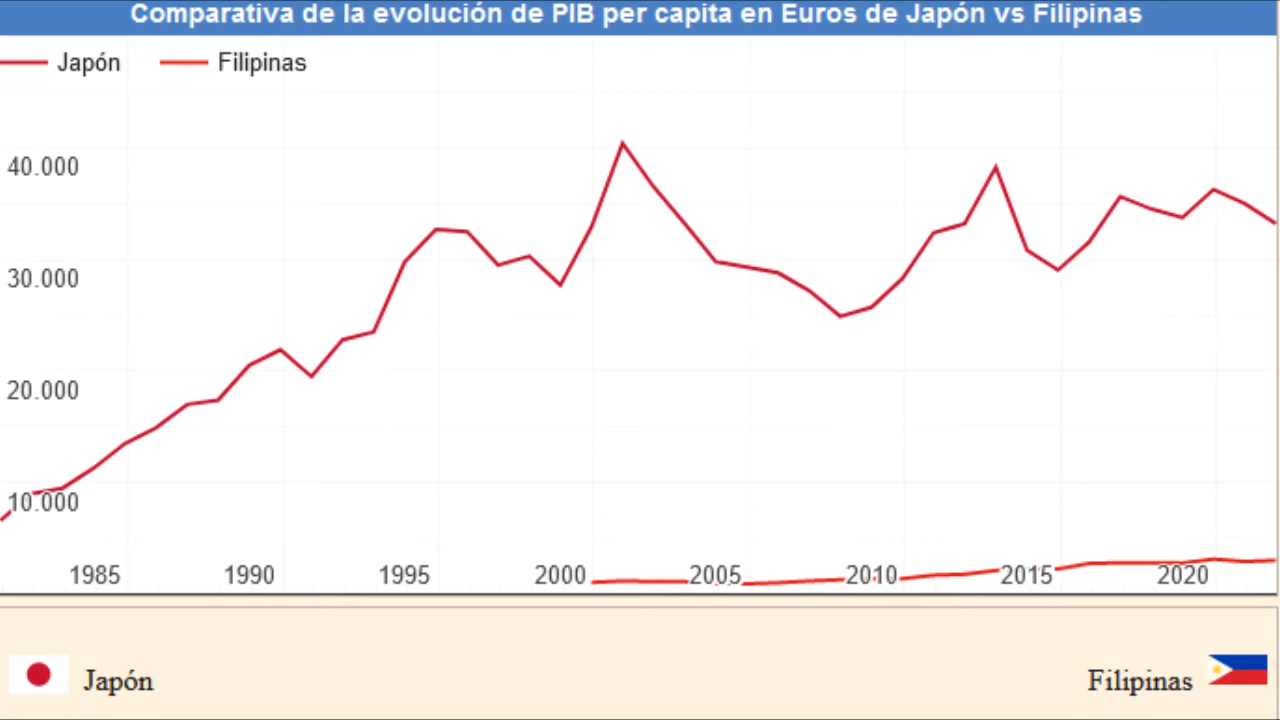 Comparativa de la evolución de PIB per capita en Euros de Japón vs Filipinas
Japón Filipinas
40.000
30.000
20.000
10.000
1985 1990 1995 2000 2005 2010 2015 2020
Japón Filipinas